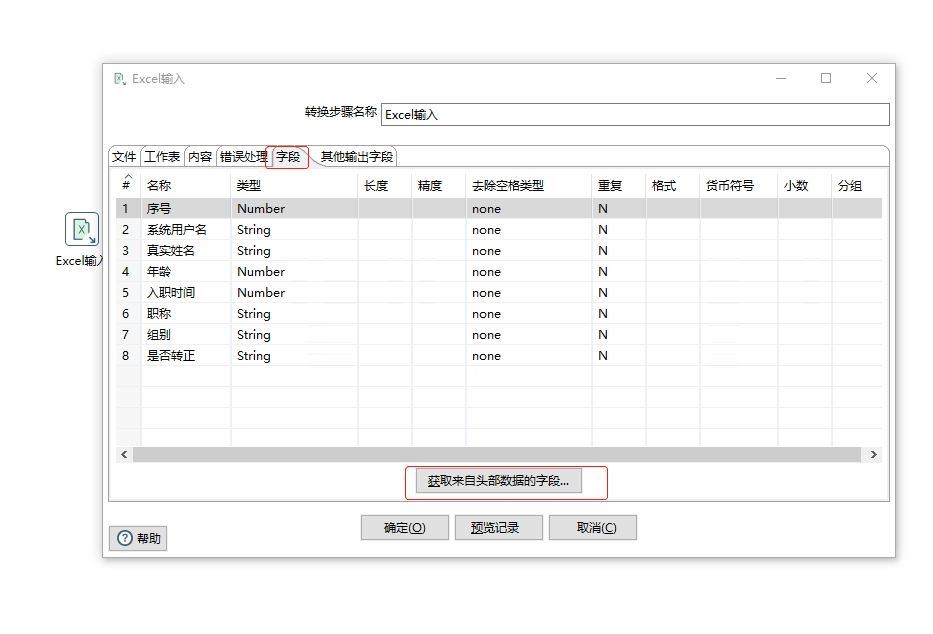 Excel输入
转换步骤名称 Excel输入
文件 工作表 内容 错误处理 字段 其他输出字段
# 名称 类型 长度 精度 去除空格类型 重复 格式 货币符号 小数 分组
1 序号 Number none N
2 系统用户名 String none N
3 真实姓名 String none N
4 年龄 Number none N
5 入职时间 Number none N
6 职称 String none N
7 组别 String none N
8 是否转正 String none N
Excel输入
获取来自头部数据的字段...
确定(O) 预览记录 取消(C)
帮助